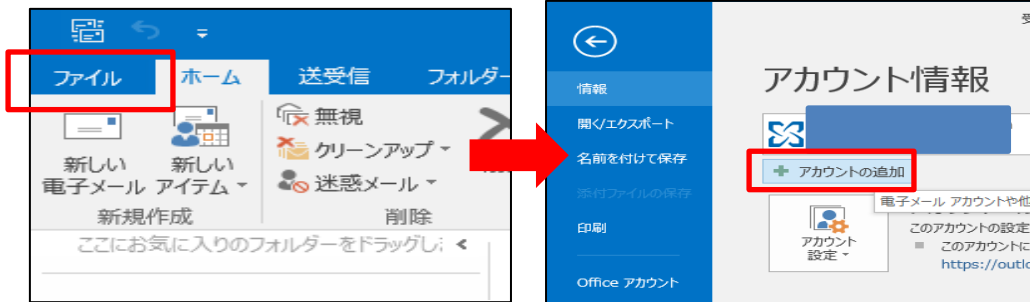 ファイル
ホーム
送受信
フォルダー
新しい
電子メール
新しい
アイテム
新規作成
無視
クリーンアップ
迷惑メール
削除
ここにお気に入りのフォルダーをドラッグし
情報
開く/エクスポート
名前を付けて保存
添付ファイルの保存
印刷
Office アカウント
アカウント情報
アカウントの追加
電子メール アカウントや他
アカウント
設定
このアカウントの設定
このアカウントに
https://outlo